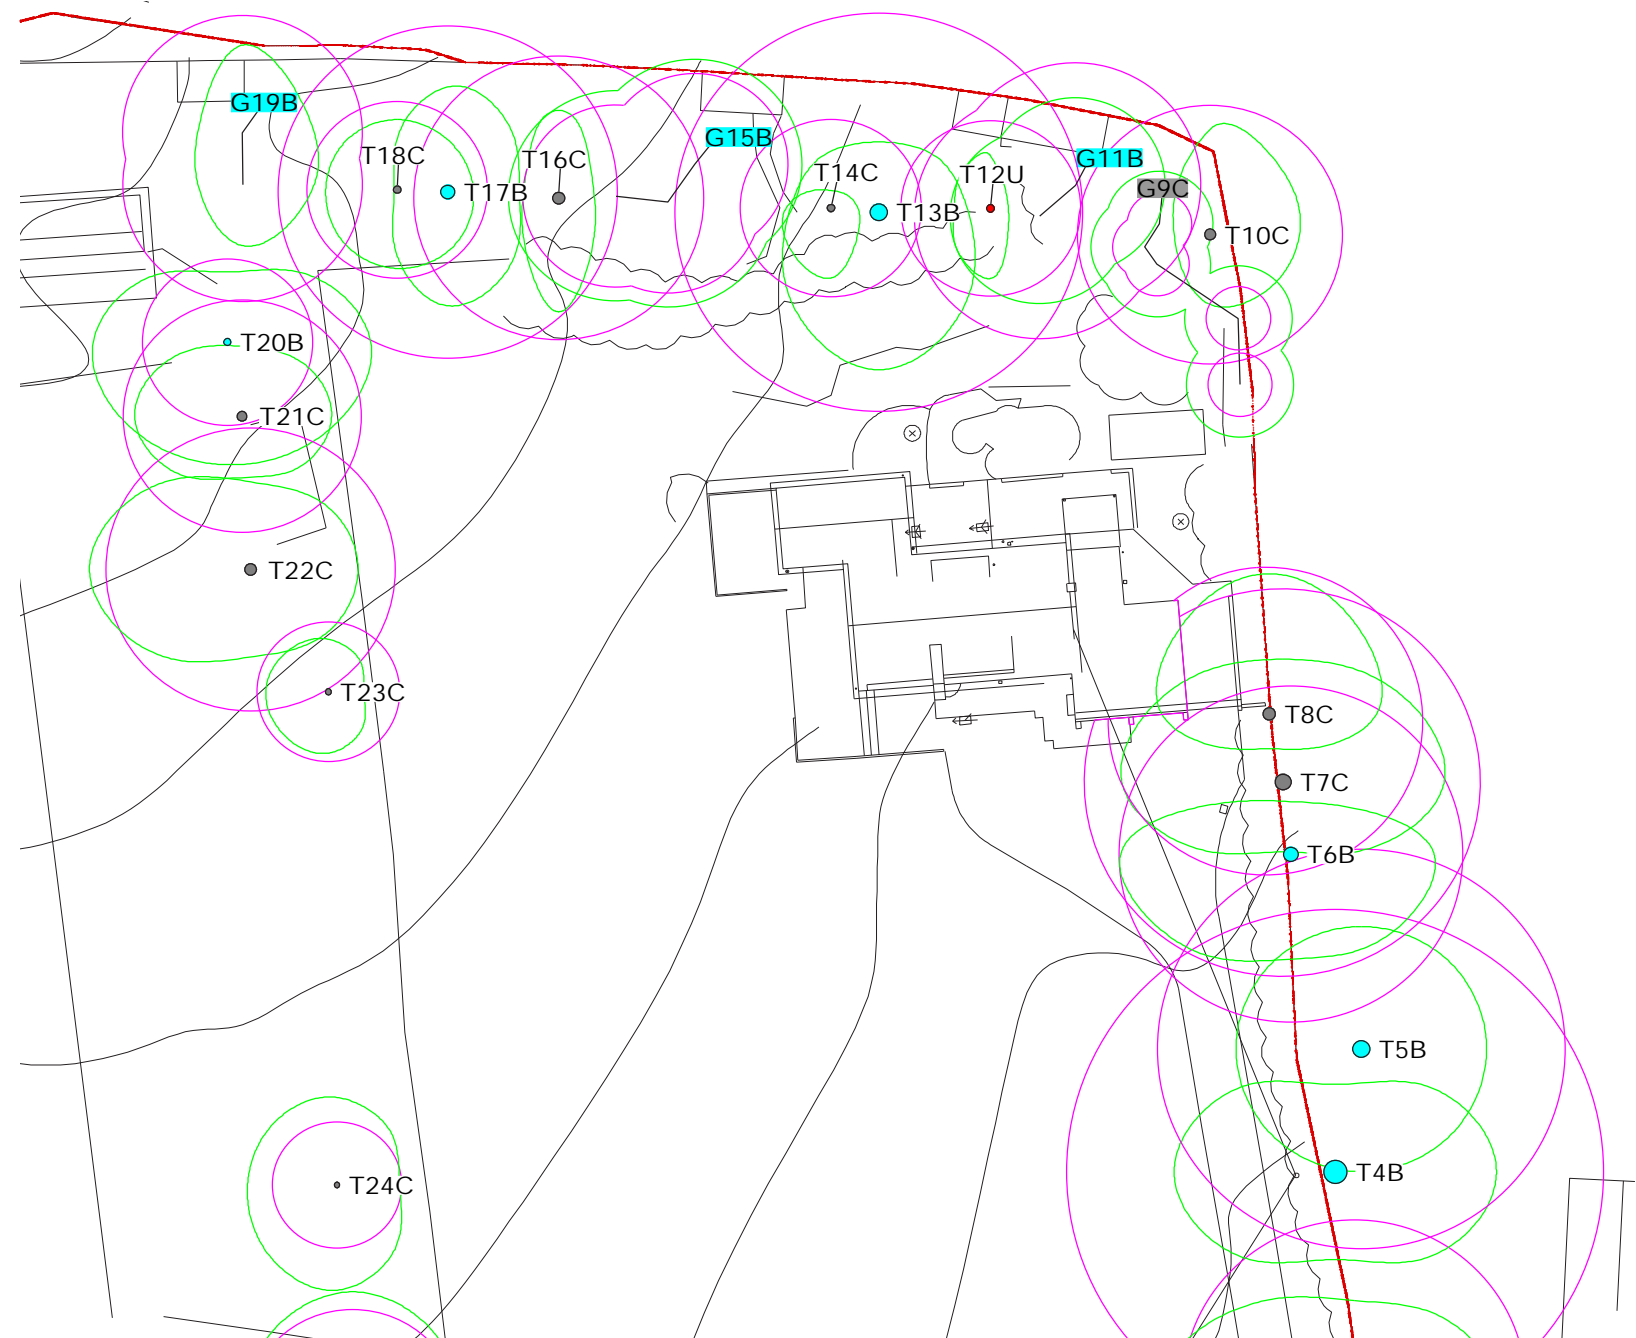 G19B
G15B
T18C
T16C
G11B
T14C
T12U
G9C
T17B
T13B
T10C
T20B
T21C
T22C
T23C
T8C
T7C
T6B
T5B
T4B
T24C